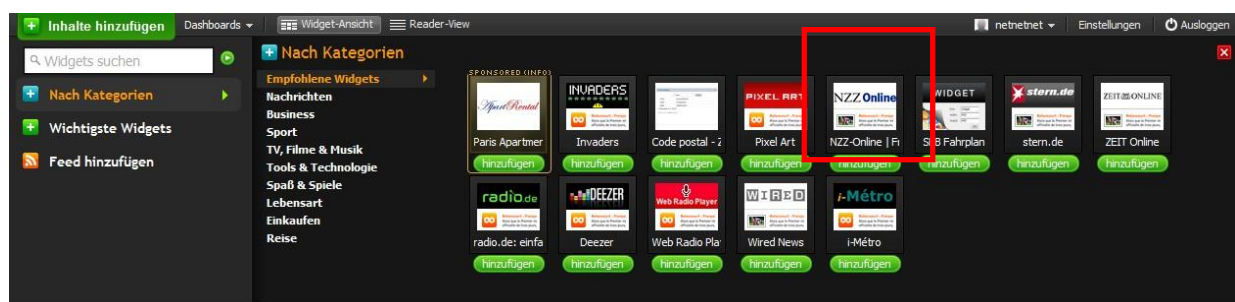 Inhalte hinzufügen Dashboards Widget-Ansicht Reader-View netnetnet Einstellungen Ausloggen
Widgets suchen
Nach Kategorien
Wichtigste Widgets
Feed hinzufügen
Nach Kategorien
Empfohlene Widgets
Nachrichten
Business
Sport
TV, Filme & Musik
Tools & Technologie
Spaß & Spiele
Lebensart
Einkaufen
Reise
SPONSORED (INFO)
ApartRental INVADERS PIXEL ART NZZ Online WIDGET stern.de ZEIT ONLINE
Paris Apartmer Invaders Code postal - Pixel Art NZZ-Online | Fahrplan stern.de ZEIT Online
hinzufügen hinzufügen hinzufügen hinzufügen hinzufügen hinzufügen hinzufügen hinzufügen
radio.de DEEZER Web Radio Player WIRED i-Métro
radio.de: einfa Deezer Web Radio Pla Wired News i-Métro
hinzufügen hinzufügen hinzufügen hinzufügen hinzufügen